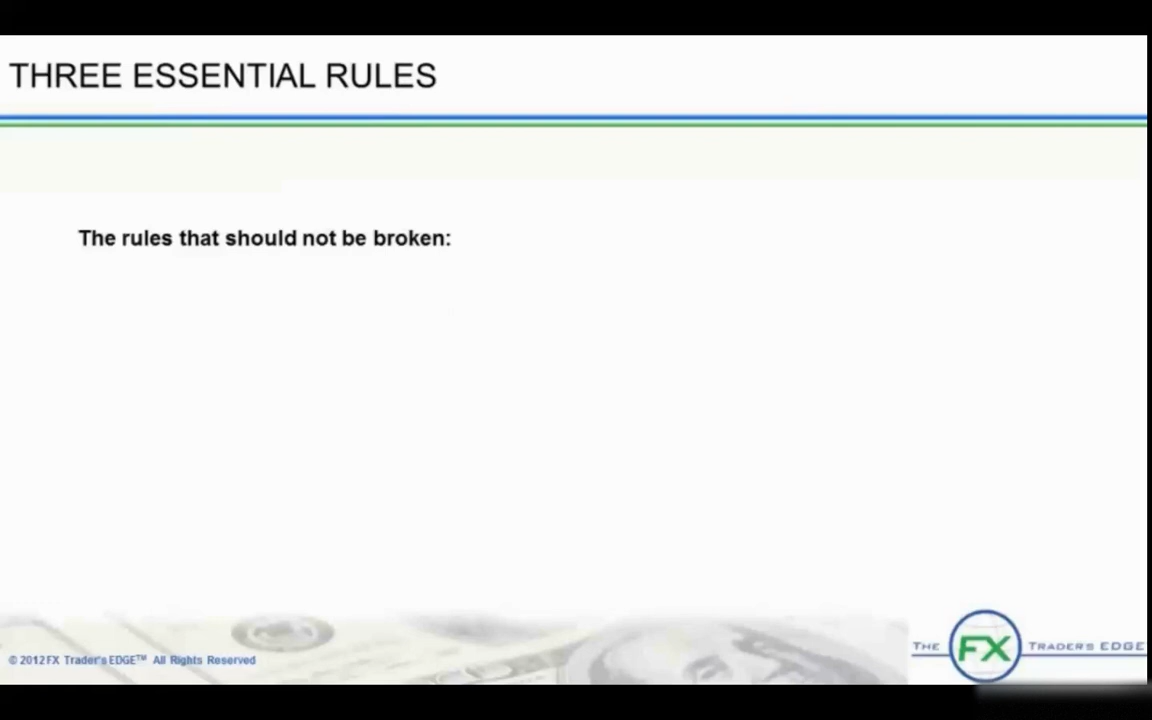 THREE ESSENTIAL RULES
The rules that should not be broken:
© 2012 FX Trader's EDGE™ All Rights Reserved
THE FX TRADERS EDGE